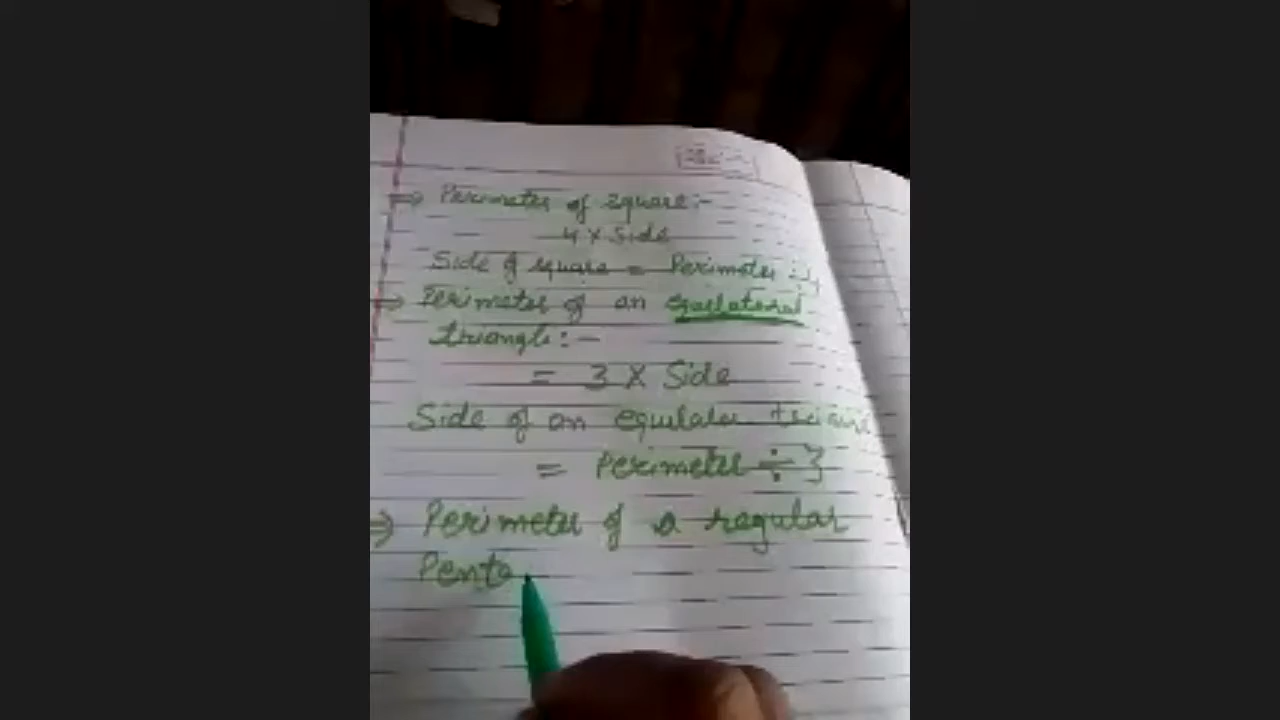 ⇒ Perimeter of square:-
4 × Side
Side of square = Perimeter ÷ 4
⇒ Perimeter of an equilateral
triangle:-
= 3 × Side
Side of an
= Perimeter ÷ 3
⇒ Perimeter of a regular
Penta